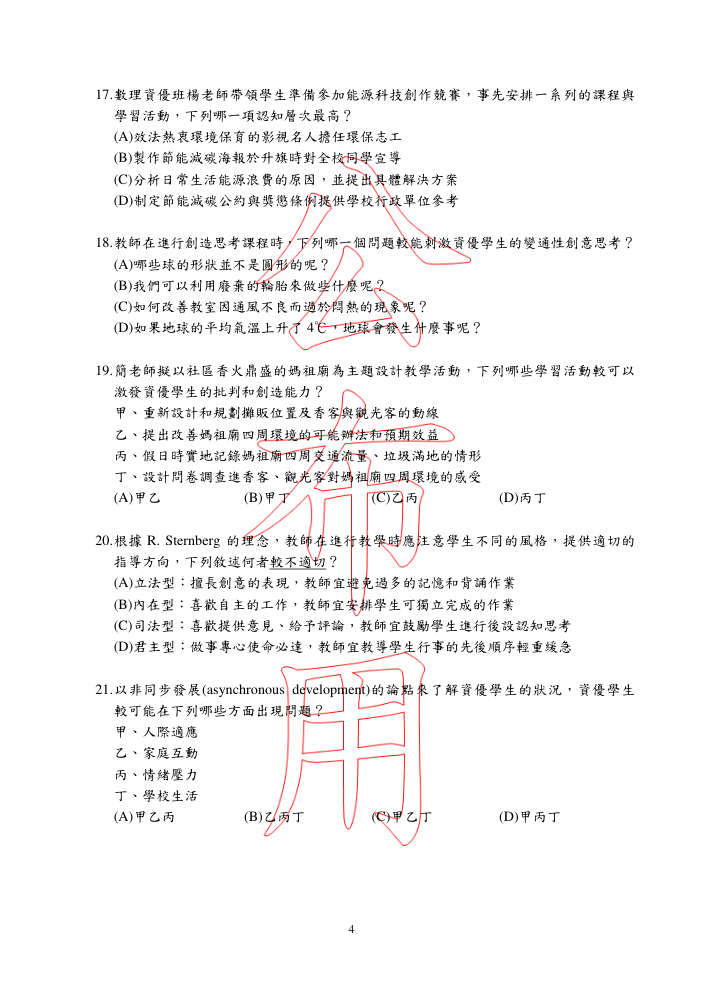 17.數理資優班楊老師帶領學生準備參加能源科技創作競賽，事先安排一系列的課程與
學習活動，下列哪一項認知層次最高？
(A)效法熱衷環境保育的影視名人擔任環保志工
(B)製作節能減碳海報於升旗時對全校同學宣導
(C)分析日常生活能源浪費的原因，並提出具體解決方案
(D)制定節能減碳公約與獎懲條例提供學校行政單位參考
18.教師在進行創造思考課程時，下列哪一個問題較能刺激資優學生的變通性創意思考？
(A)哪些球的形狀並不是圓形的呢？
(B)我們可以利用廢棄的輪胎來做些什麼呢？
(C)如何改善教室因通風不良而過於悶熱的現象呢？
(D)如果地球的平均氣溫上升了 4℃，地球會發生什麼事呢？
19.簡老師擬以社區香火鼎盛的媽祖廟為主題設計教學活動，下列哪些學習活動較可以
激發資優學生的批判和創造能力？
甲、重新設計和規劃攤販位置及香客與觀光客的動線
乙、提出改善媽祖廟四周環境的可能辦法和預期效益
丙、假日時實地記錄媽祖廟四周交通流量、垃圾滿地的情形
丁、設計問卷調查進香客、觀光客對媽祖廟四周環境的感受
(A)甲乙 (B)甲丁 (C)乙丙 (D)丙丁
20.根據 R. Sternberg 的理念，教師在進行教學時應注意學生不同的風格，提供適切的
指導方向，下列敘述何者較不適切？
(A)立法型：擅長創意的表現，教師宜避免過多的記憶和背誦作業
(B)內在型：喜歡自主的工作，教師宜安排學生可獨立完成的作業
(C)司法型：喜歡提供意見、給予評論，教師宜鼓勵學生進行後設認知思考
(D)君主型：做事專心使命必達，教師宜教導學生行事的先後順序輕重緩急
21.以非同步發展(asynchronous development)的論點來了解資優學生的狀況，資優學生
較可能在下列哪些方面出現問題？
甲、人際適應
乙、家庭互動
丙、情緒壓力
丁、學校生活
(A)甲乙丙 (B)乙丙丁 (C)甲乙丁 (D)甲丙丁
公布用
4